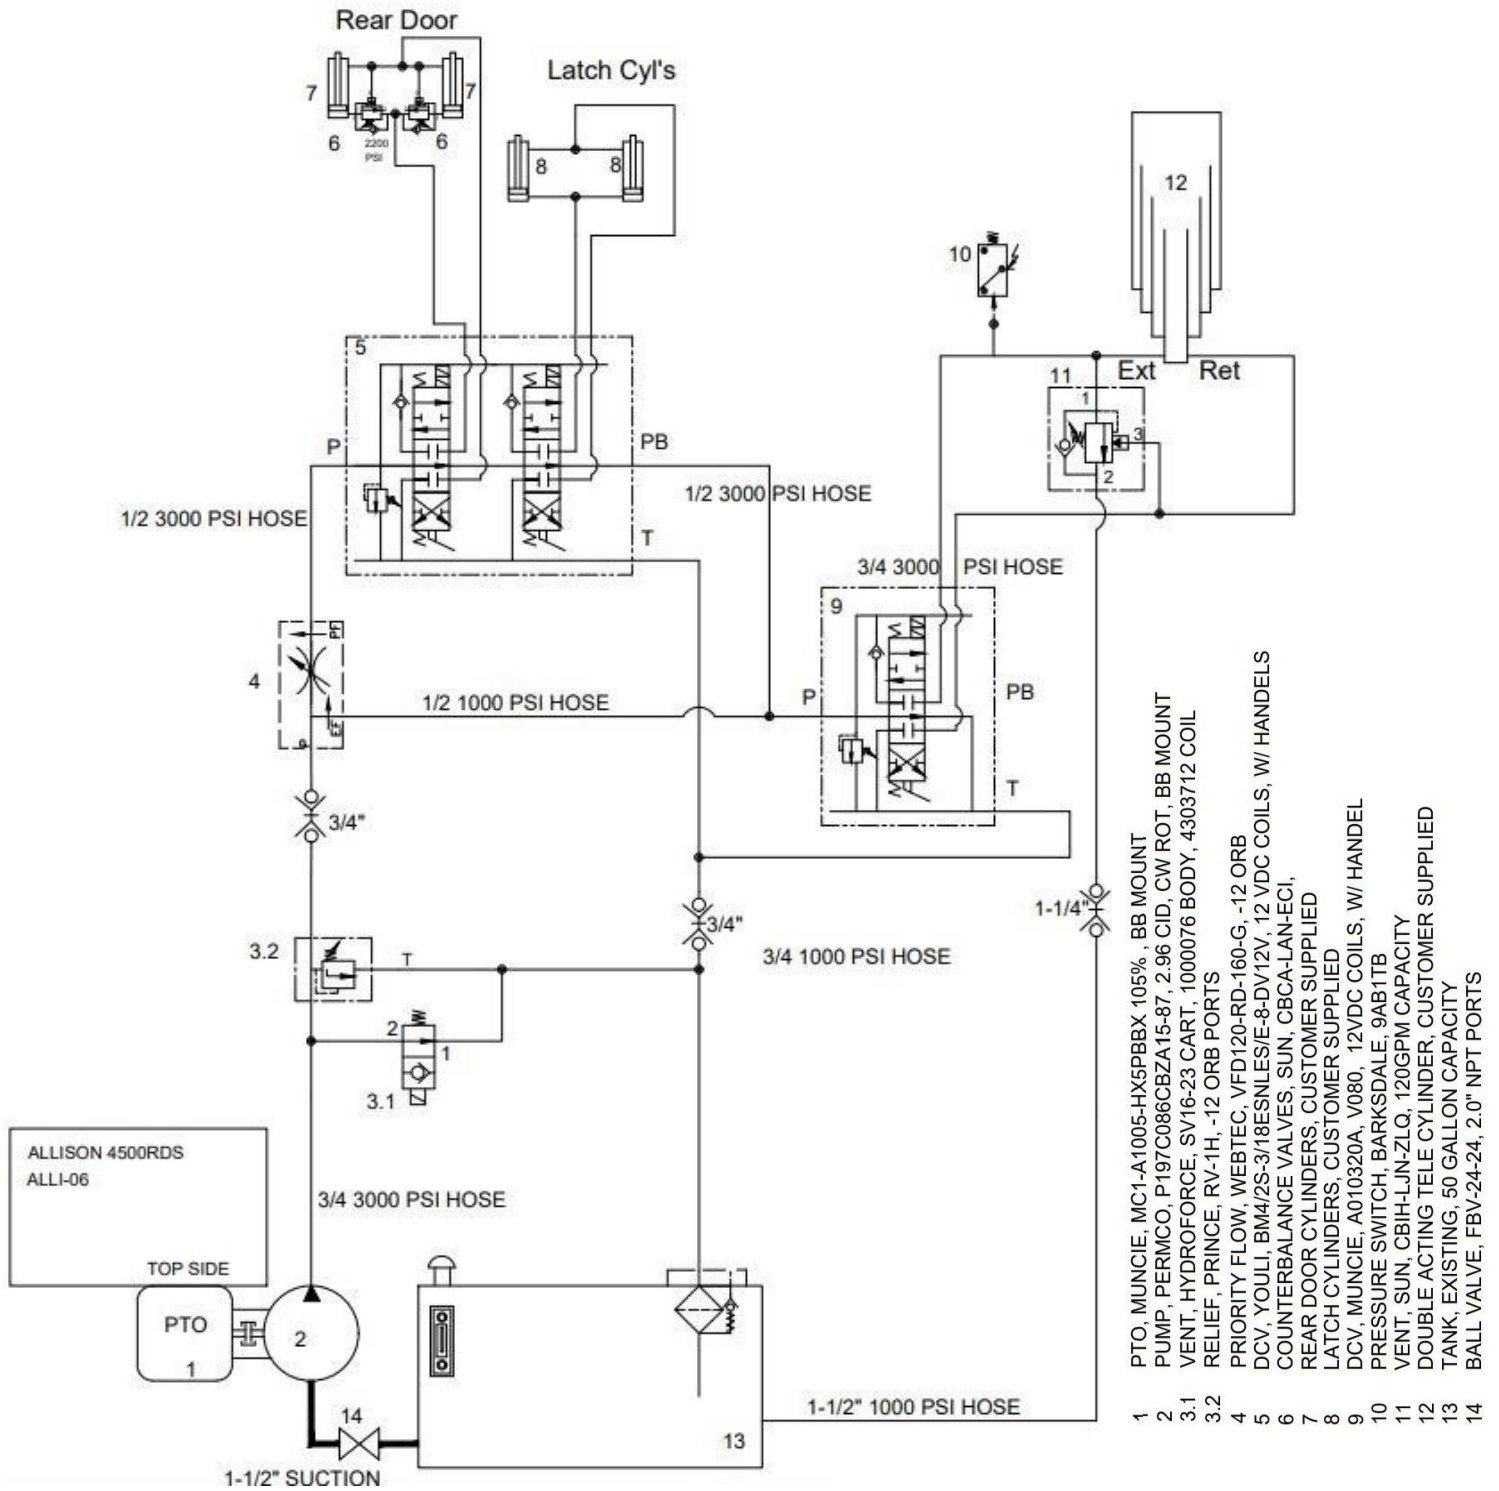 Rear Door
Latch Cyl's
7
7
6
2200
PSI
6
8
8
12
10
5
11
Ext
Ret
1
3
2
P
PB
1/2 3000 PSI HOSE
1/2 3000 PSI HOSE
T
3/4 3000
PSI HOSE
9
PF
4
EF
1/2 1000 PSI HOSE
P
PB
T
3/4"
3/4"
1-1/4"
3.2
T
3/4 1000 PSI HOSE
2
1
3.1
ALLISON 4500RDS
ALLI-06
3/4 3000 PSI HOSE
TOP SIDE
PTO
1
2
14
1-1/2" SUCTION
13
1-1/2" 1000 PSI HOSE
1 PTO, MUNCIE, MC1-A1005-HX5PBBX 105% , BB MOUNT
2 PUMP, PERMCO, P197C086CBZA15-87, 2.96 CID, CW ROT, BB MOUNT
3.1 VENT, HYDROFORCE, SV16-23 CART, 1000076 BODY, 4303712 COIL
3.2 RELIEF, PRINCE, RV-1H, -12 ORB PORTS
4 PRIORITY FLOW, WEBTEC, VFD120-RD-160-G, -12 ORB
5 DCV, YOULI, BM4/2S-3/18ESNLES/E-8-DV12V, 12 VDC COILS, W/ HANDELS
6 COUNTERBALANCE VALVES, SUN, CBCA-LAN-ECI,
7 REAR DOOR CYLINDERS, CUSTOMER SUPPLIED
8 LATCH CYLINDERS, CUSTOMER SUPPLIED
9 DCV, MUNCIE, A010320A, V080, 12VDC COILS, W/ HANDEL
10 PRESSURE SWITCH, BARKSDALE, 9AB1TB
11 VENT, SUN, CBIH-LJN-ZLQ, 120GPM CAPACITY
12 DOUBLE ACTING TELE CYLINDER, CUSTOMER SUPPLIED
13 TANK, EXISTING, 50 GALLON CAPACITY
14 BALL VALVE, FBV-24-24, 2.0" NPT PORTS